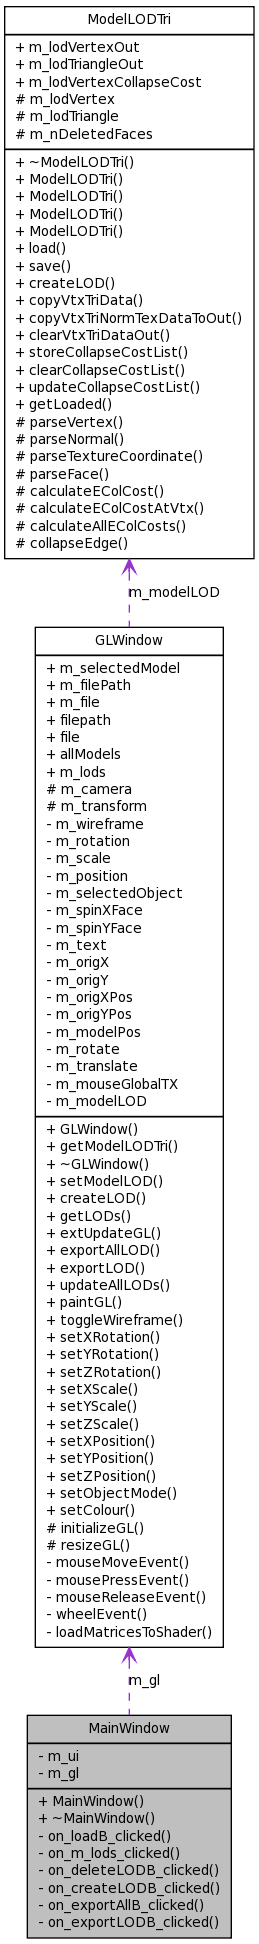 ModelLODTri
+ m_lodVertexOut
+ m_lodTriangleOut
+ m_lodVertexCollapseCost
# m_lodVertex
# m_lodTriangle
# m_nDeletedFaces
+ ~ModelLODTri()
+ ModelLODTri()
+ ModelLODTri()
+ ModelLODTri()
+ ModelLODTri()
+ load()
+ save()
+ createLOD()
+ copyVtxTriData()
+ copyVtxTriNormTexDataToOut()
+ clearVtxTriDataOut()
+ storeCollapseCostList()
+ clearCollapseCostList()
+ updateCollapseCostList()
+ getLoaded()
# parseVertex()
# parseNormal()
# parseTextureCoordinate()
# parseFace()
# calculateEColCost()
# calculateEColCostAtVtx()
# calculateAllEColCosts()
# collapseEdge()
m_modelLOD
GLWindow
+ m_selectedModel
+ m_filePath
+ m_file
+ filepath
+ file
+ allModels
+ m_lods
# m_camera
# m_transform
- m_wireframe
- m_rotation
- m_scale
- m_position
- m_selectedObject
- m_spinXFace
- m_spinYFace
- m_text
- m_origX
- m_origY
- m_origXPos
- m_origYPos
- m_modelPos
- m_rotate
- m_translate
- m_mouseGlobalTX
- m_modelLOD
+ GLWindow()
+ getModelLODTri()
+ ~GLWindow()
+ setModelLOD()
+ createLOD()
+ getLODs()
+ extUpdateGL()
+ exportAllLOD()
+ exportLOD()
+ updateAllLODs()
+ paintGL()
+ toggleWireframe()
+ setXRotation()
+ setYRotation()
+ setZRotation()
+ setXScale()
+ setYScale()
+ setZScale()
+ setXPosition()
+ setYPosition()
+ setZPosition()
+ setObjectMode()
+ setColour()
# initializeGL()
# resizeGL()
- mouseMoveEvent()
- mousePressEvent()
- mouseReleaseEvent()
- wheelEvent()
- loadMatricesToShader()
m_gl
MainWindow
- m_ui
- m_gl
+ MainWindow()
+ ~MainWindow()
- on_loadB_clicked()
- on_m_lods_clicked()
- on_deleteLODB_clicked()
- on_createLODB_clicked()
- on_exportAllB_clicked()
- on_exportLODB_clicked()